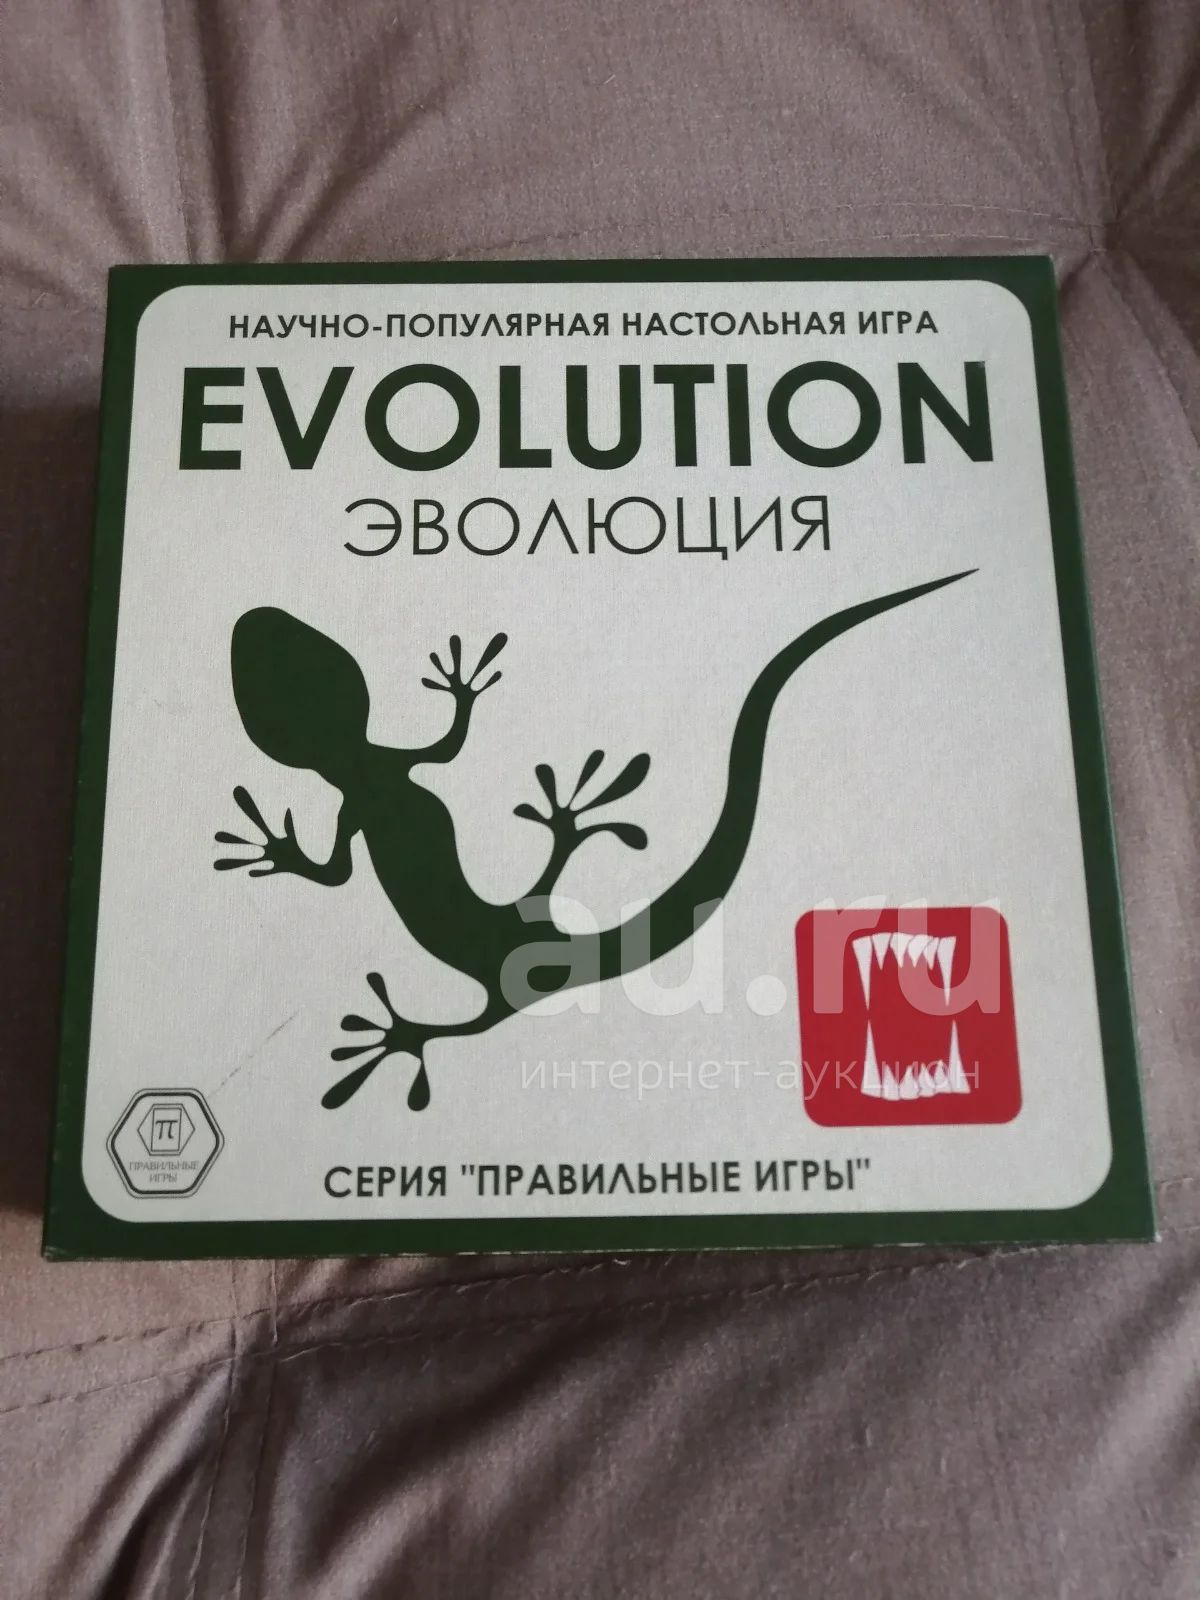 НАУЧНО-ПОПУЛЯРНАЯ НАСТОЛЬНАЯ ИГРА
EVOLUTION
ЭВОЛЮЦИЯ
au.ru
интернет-аукцион
π
ПРАВИЛЬНЫЕ
ИГРЫ
СЕРИЯ "ПРАВИЛЬНЫЕ ИГРЫ"